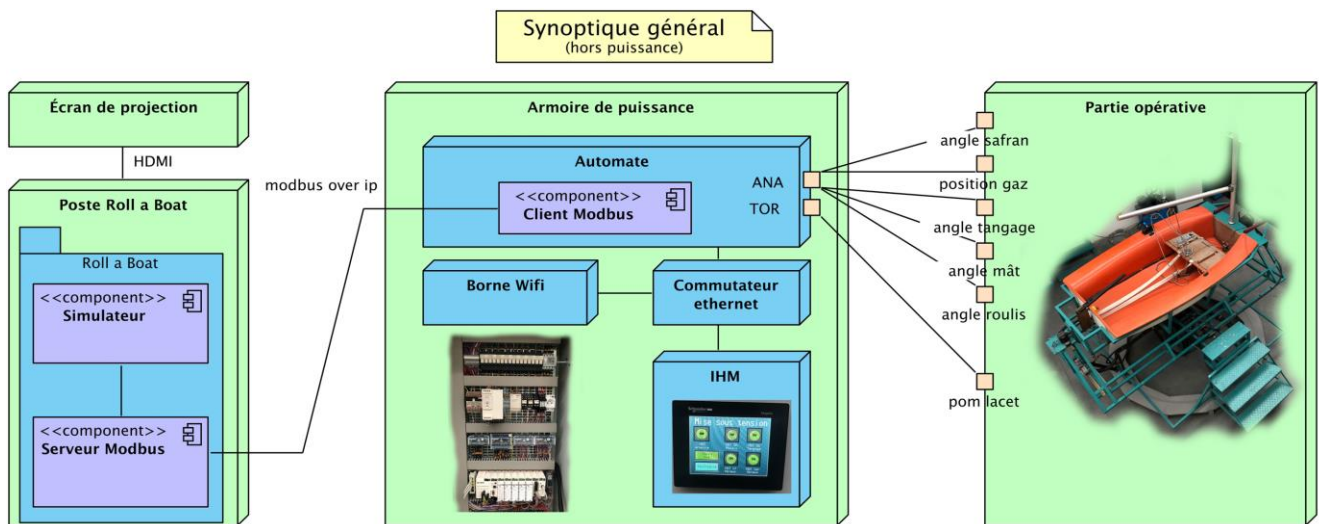 Synoptique général
(hors puissance)
Écran de projection
HDMI
Poste Roll a Boat
Roll a Boat
<<component>>
Simulateur
<<component>>
Serveur Modbus
modbus over ip
Armoire de puissance
Automate
<<component>>
Client Modbus
ANA
TOR
Borne Wifi
Commutateur
ethernet
IHM
Mise sous tension
Partie opérative
angle safran
position gaz
angle tangage
angle mât
angle roulis
pom lacet